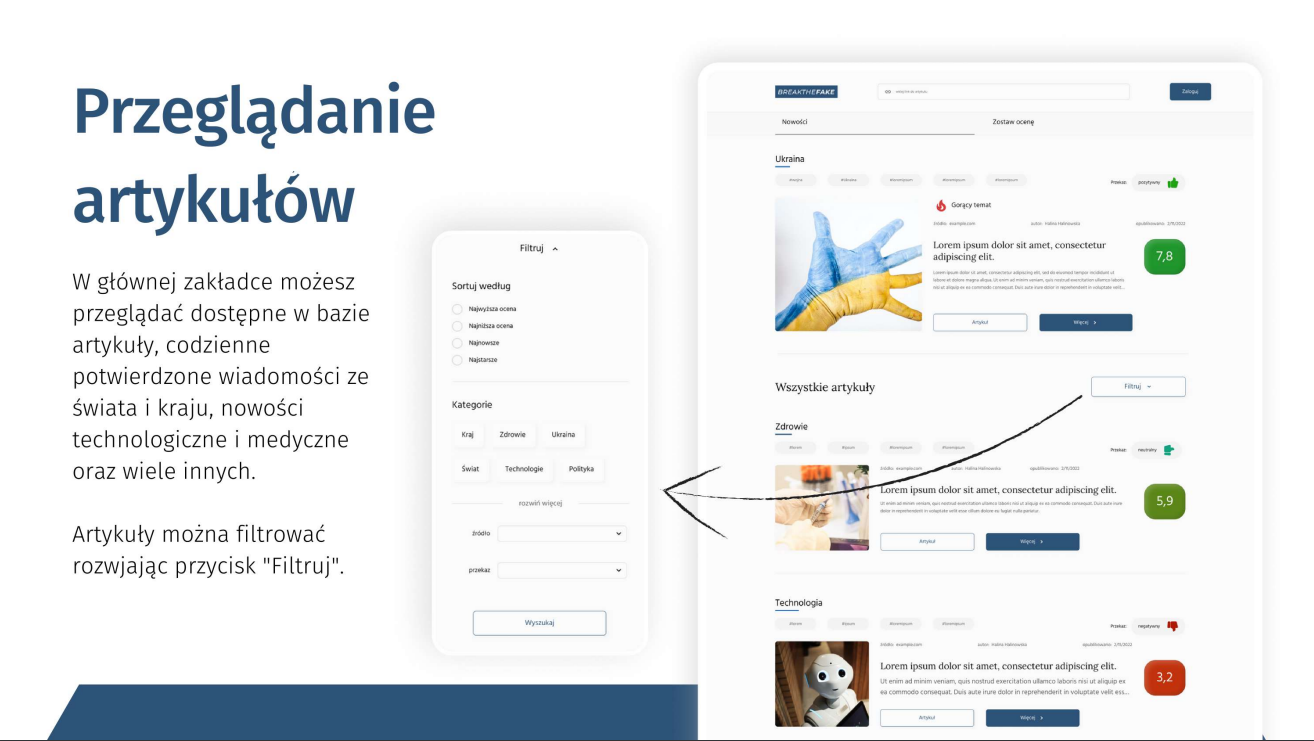 Przeglądanie
artykułów
W głównej zakładce możesz
przeglądać dostępne w bazie
artykuły, codzienne
potwierdzone wiadomości ze
świata i kraju, nowości
technologiczne i medyczne
oraz wiele innych.
Artykuły można filtrować
rozwjając przycisk "Filtruj".
Filtruj
Sortuj według
Najwyższa ocena
Najniższa ocena
Najnowsze
Najstarsze
Kategorie
Kraj Zdrowie Ukraina
Świat Technologie Polityka
rozwiń więcej
źródło
przekaz
Wyszukaj
BREAKTHEFAKE
Zaloguj
Nowości Zostaw ocenę
Ukraina
#wojna #Ukraina #loremipsum #loremipsum #loremipsum Przekaz: pozytywny
Gorący temat
źródło: example.com autor: Halina Halinowska opublikowano: 2/11/2022
Lorem ipsum dolor sit amet, consectetur
adipiscing elit.
7,8
Lorem ipsum dolor sit amet, consectetur adipiscing elit, sed do eiusmod tempor incididunt ut
labore et dolore magna aliqua. Ut enim ad minim veniam, quis nostrud exercitation ullamco laboris
nisi ut aliquip ex ea commodo consequat. Duis aute irure dolor in reprehenderit in voluptate velit...
Artykuł Więcej
Wszystkie artykuły Filtruj
Zdrowie
#lorem #ipsum #loremipsum #loremipsum Przekaz: neutralny
źródło: example.com autor: Halina Halinowska opublikowano: 2/11/2022
Lorem ipsum dolor sit amet, consectetur adipiscing elit.
5,9
Ut enim ad minim veniam, quis nostrud exercitation ullamco laboris nisi ut aliquip ex ea commodo consequat. Duis aute irure
dolor in reprehenderit in voluptate velit esse cillum dolore eu fugiat nulla pariatur.
Artykuł Więcej
Technologia
#lorem #ipsum #loremipsum #loremipsum Przekaz: negatywny
źródło: example.com autor: Halina Halinowska opublikowano: 2/11/2022
Lorem ipsum dolor sit amet, consectetur adipiscing elit.
3,2
Ut enim ad minim veniam, quis nostrud exercitation ullamco laboris nisi ut aliquip ex
ea commodo consequat. Duis aute irure dolor in reprehenderit in voluptate velit ess...
Artykuł Więcej